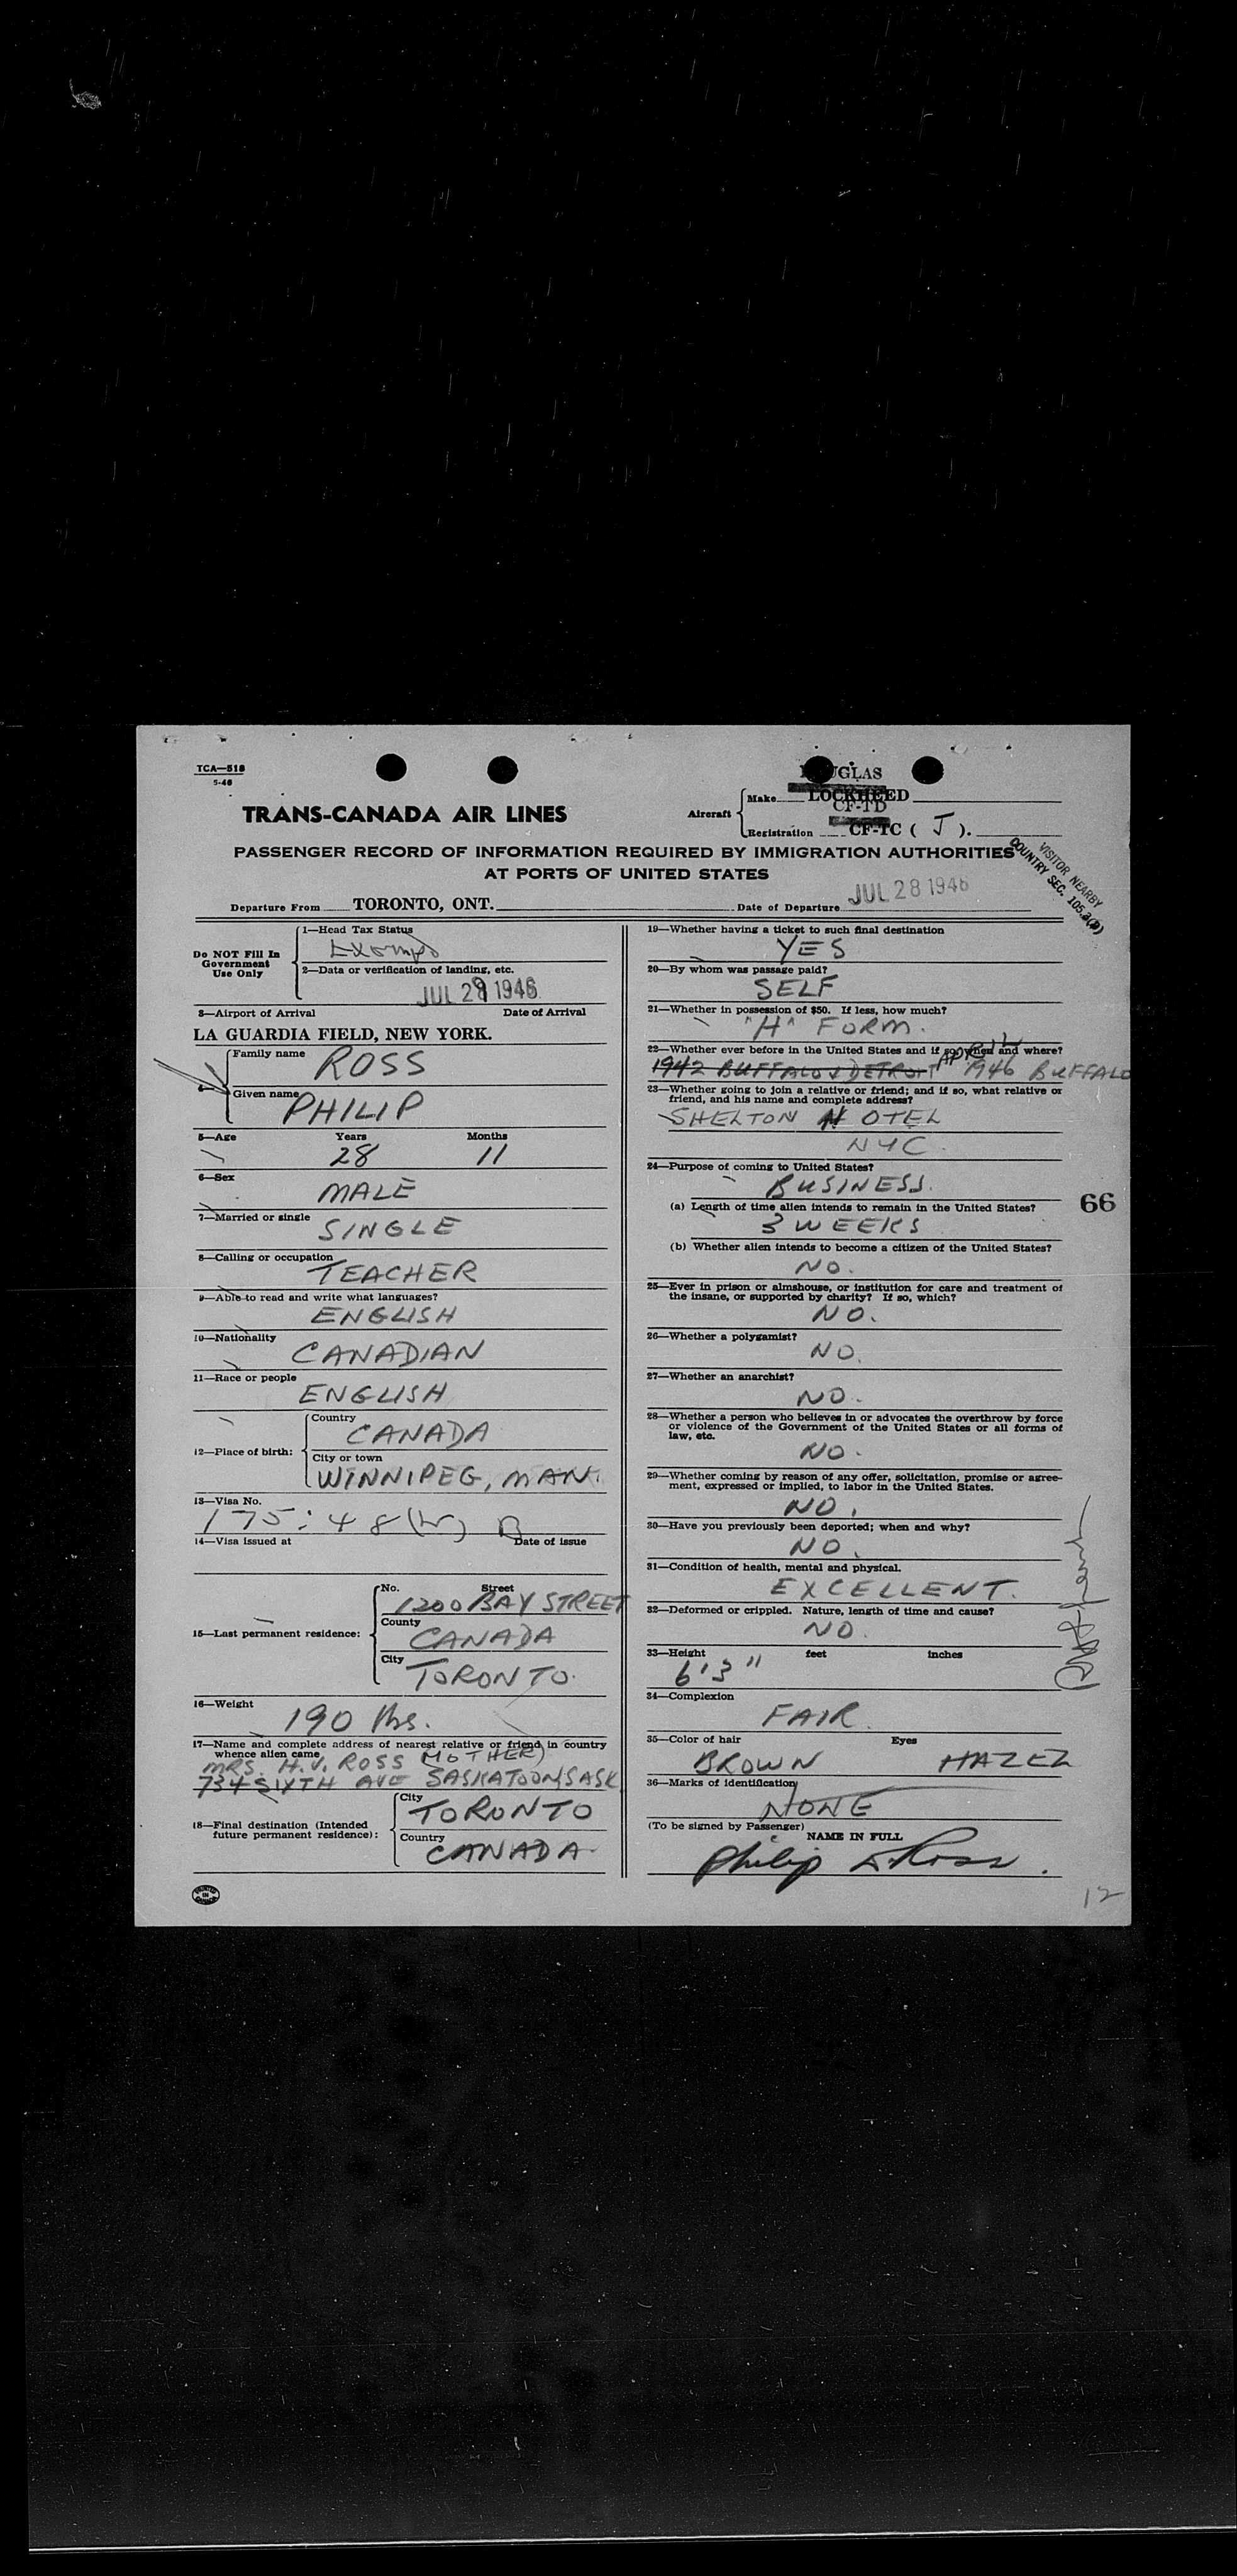 TCA—518
5-46
DOUGLAS
Aircraft
Make LOCKHEED
CF-TD
Registration CF-TC ( J ).
TRANS-CANADA AIR LINES
PASSENGER RECORD OF INFORMATION REQUIRED BY IMMIGRATION AUTHORITIES
AT PORTS OF UNITED STATES
VISITOR NEARBY
COUNTRY SEC. 105.3(D)
Departure From TORONTO, ONT. Date of Departure JUL 28 1946
Do NOT Fill In
Government
Use Only
1—Head Tax Status
Exempt
2—Data or verification of landing, etc.
JUL 29 1946
3—Airport of Arrival Date of Arrival
LA GUARDIA FIELD, NEW YORK.
4—
Family name ROSS
Given name PHILIP
5—Age Years Months
28 11
6—Sex
MALE
7—Married or single SINGLE
8—Calling or occupation
TEACHER
9—Able to read and write what languages?
ENGLISH
10—Nationality
CANADIAN
11—Race or people
ENGLISH
12—Place of birth:
Country
CANADA
City or town
WINNIPEG, MAN.
13—Visa No.
175:48(W)
14—Visa issued at Date of issue
15—Last permanent residence:
No. Street
1200 BAY STREET
County
CANADA
City
TORONTO.
16—Weight
190 lbs.
17—Name and complete address of nearest relative or friend in country
whence alien came
MRS. H.V. ROSS MOTHER)
734 SIXTH AVE SASKATOON, SASK.
18—Final destination (Intended
future permanent residence):
City
TORONTO
Country
CANADA.
19—Whether having a ticket to such final destination
YES
20—By whom was passage paid?
SELF
21—Whether in possession of $50. If less, how much?
"H" FORM.
22—Whether ever before in the United States and if so, when and where?
1942 BUFFALO & DETROIT APRIL 1946 BUFFALO
23—Whether going to join a relative or friend; and if so, what relative or
friend, and his name and complete address?
SHELTON HOTEL
NYC.
24—Purpose of coming to United States?
BUSINESS.
(a) Length of time alien intends to remain in the United States?
3 WEEKS
(b) Whether alien intends to become a citizen of the United States?
NO.
25—Ever in prison or almshouse, or institution for care and treatment of
the insane, or supported by charity? If so, which?
NO.
26—Whether a polygamist?
NO.
27—Whether an anarchist?
NO.
28—Whether a person who believes in or advocates the overthrow by force
or violence of the Government of the United States or all forms of
law, etc.
NO.
29—Whether coming by reason of any offer, solicitation, promise or agree-
ment, expressed or implied, to labor in the United States.
NO.
30—Have you previously been deported; when and why?
NO.
31—Condition of health, mental and physical.
EXCELLENT.
32—Deformed or crippled. Nature, length of time and cause?
NO.
33—Height feet inches
6'3"
34—Complexion
FAIR.
35—Color of hair Eyes
BROWN HAZEL
36—Marks of identification
NONE
(To be signed by Passenger)
NAME IN FULL
Philip Ross.
66
12